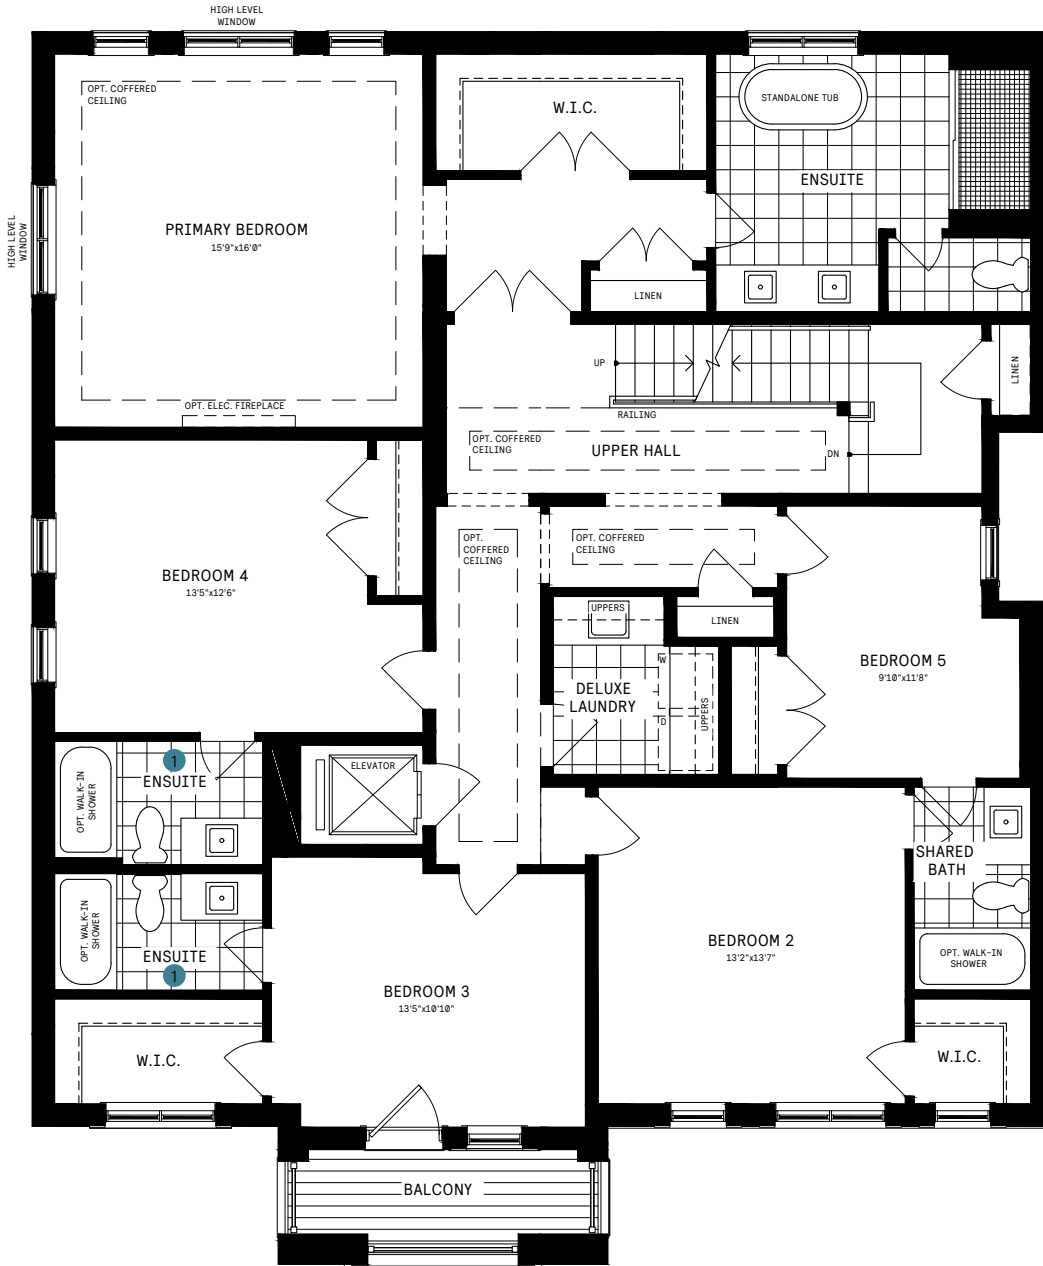 HIGH LEVEL
WINDOW
OPT. COFFERED
CEILING
W.I.C.
STANDALONE TUB
ENSUITE
HIGH LEVEL
WINDOW
PRIMARY BEDROOM
15'9"x16'0"
LINEN
OPT. ELEC. FIREPLACE
UP
RAILING
LINEN
OPT. COFFERED
CEILING
UPPER HALL
DN
OPT.
COFFERED
CEILING
OPT. COFFERED
CEILING
BEDROOM 4
13'5"x12'6"
UPPERS
LINEN
W
DELUXE
LAUNDRY
D
UPPERS
BEDROOM 5
9'10"x11'8"
1
ENSUITE
OPT. WALK-IN
SHOWER
ELEVATOR
SHARED
BATH
OPT. WALK-IN
SHOWER
ENSUITE
1
BEDROOM 2
13'2"x13'7"
OPT. WALK-IN
SHOWER
BEDROOM 3
13'5"x10'10"
W.I.C.
W.I.C.
BALCONY